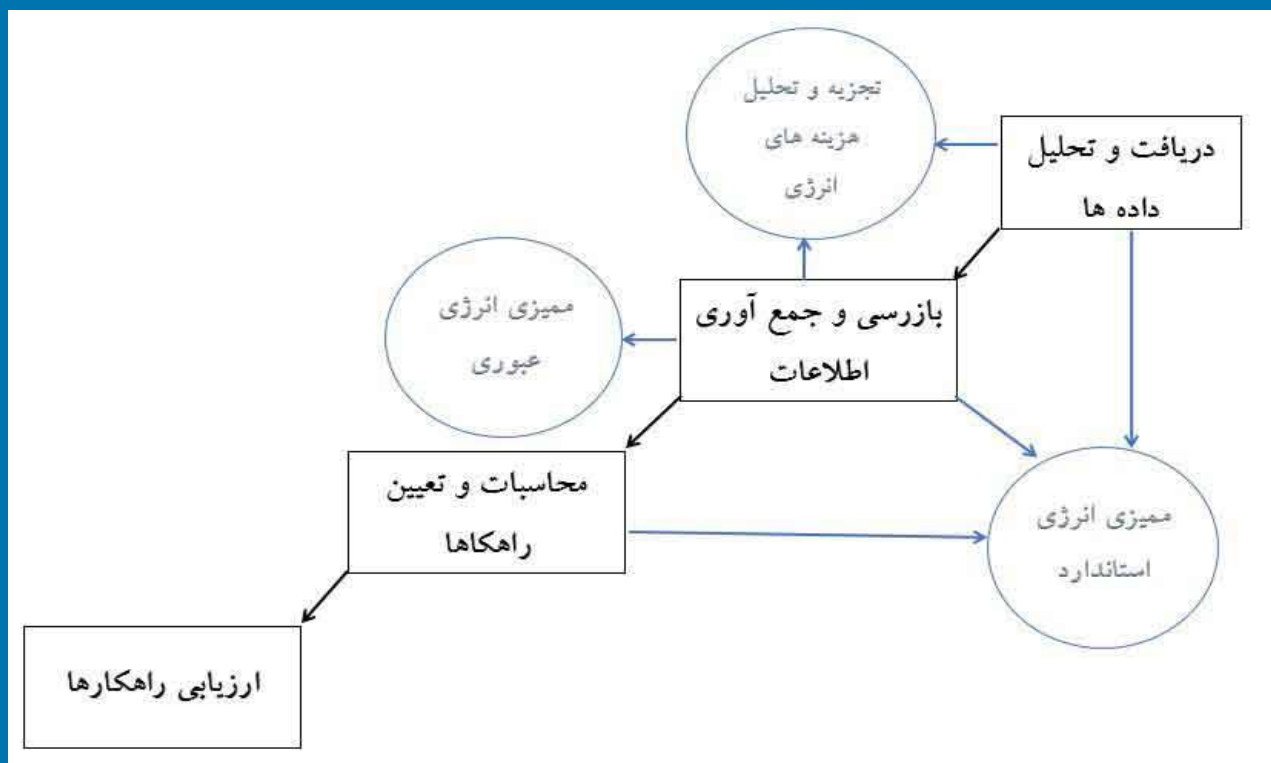 تجزیه و تحلیل
هزینه های
انرژی
دریافت و تحلیل
داده ها
بازرسی و جمع آوری
اطلاعات
ممیزی انرژی
عبوری
محاسبات و تعیین
راهکاها
ممیزی انرژی
استاندارد
ارزیابی راهکارها